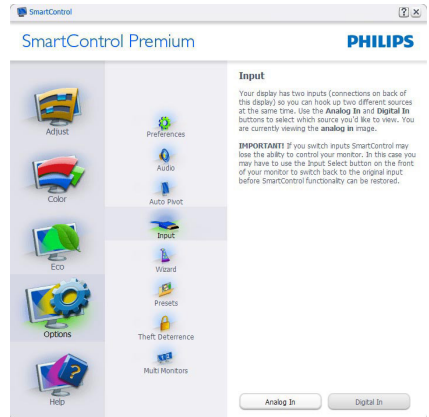 SmartControl
SmartControl Premium
PHILIPS
Adjust
Color
Eco
Options
Help
Preferences
Audio
Auto Pivot
Input
Wizard
Presets
Theft Deterrence
Multi Monitors
Input
Your display has two inputs (connections on back of
this display) so you can hook up two different sources
at the same time. Use the Analog In and Digital In
buttons to select which source you'd like to view. You
are currently viewing the analog in image.
IMPORTANT! If you switch inputs SmartControl may
lose the ability to control your monitor. In this case you
may have to use the Input Select button on the front
of your monitor to switch back to the original input
before SmartControl functionality can be restored.
Analog In
Digital In